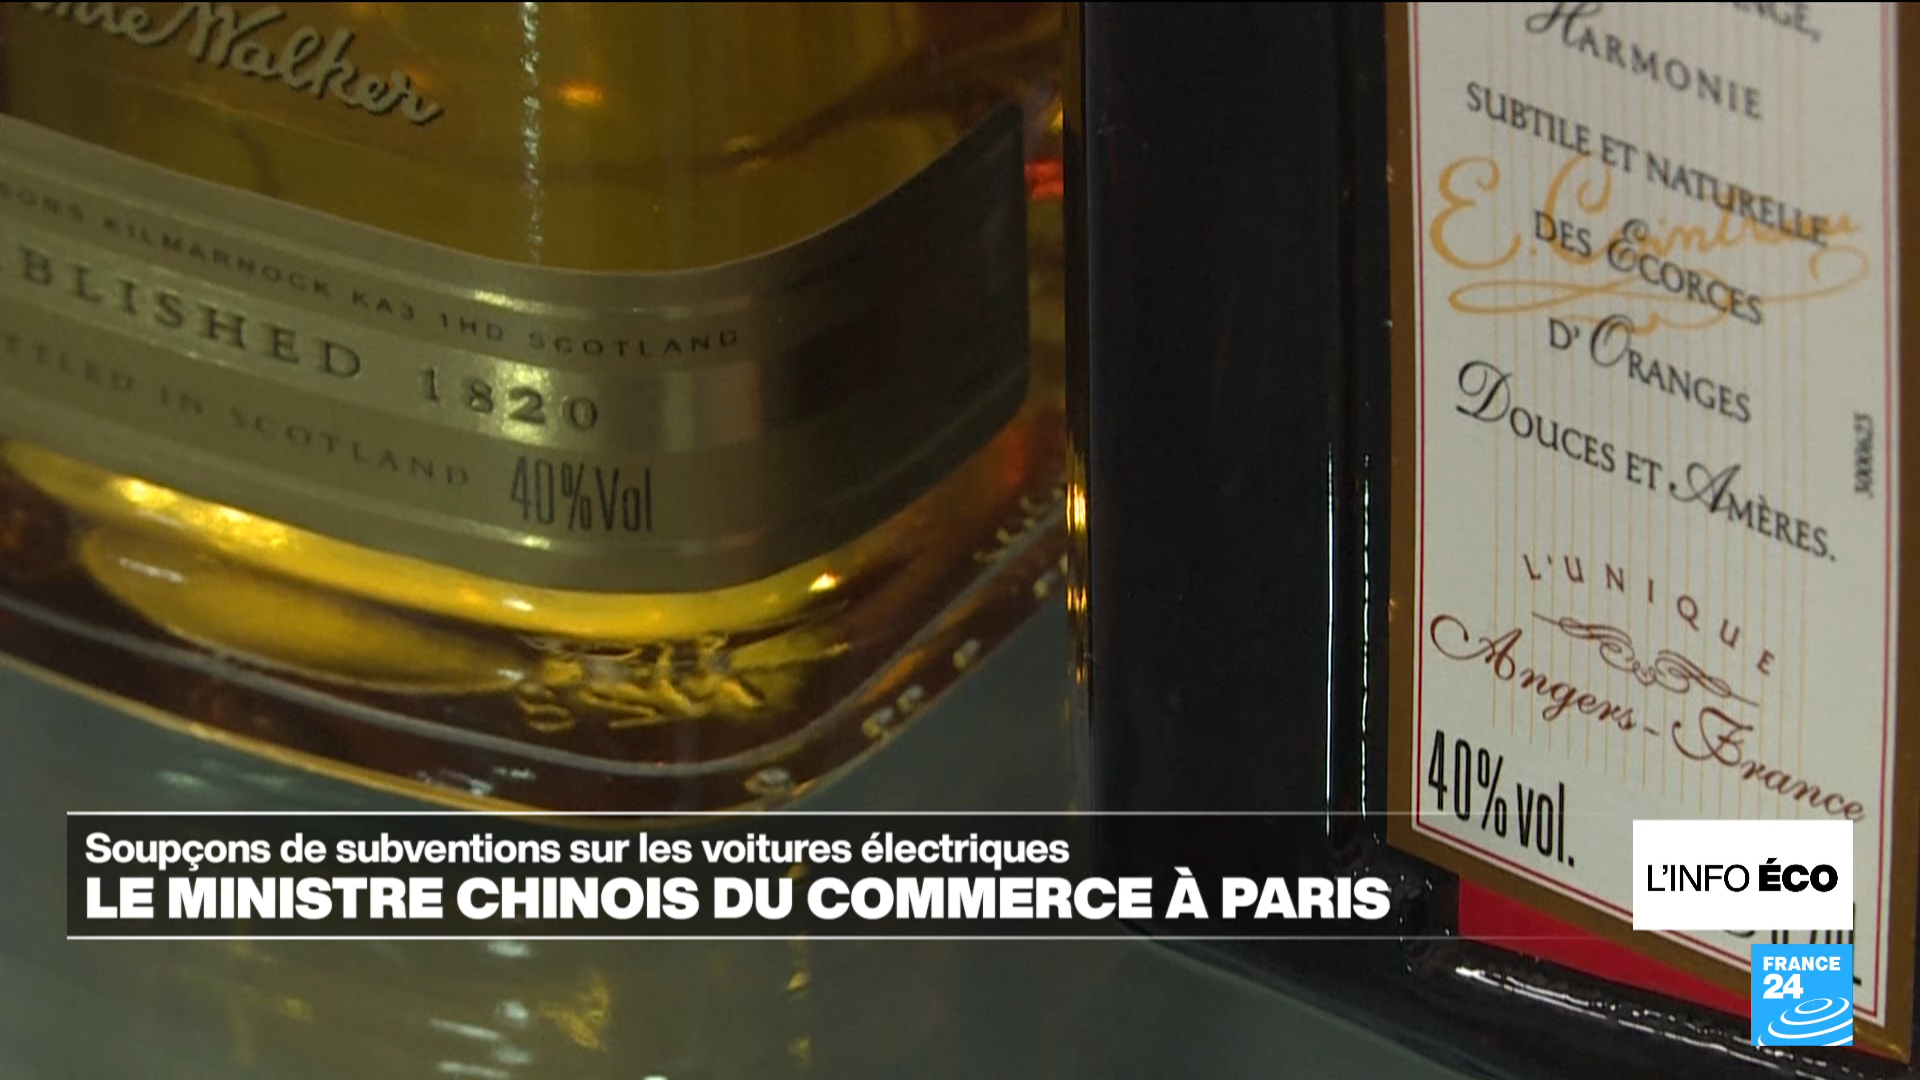 Walker
KILMARNOCK KA3 1HD SCOTLAND
BLISHED 1820
IN SCOTLAND 40%Vol
HARMONIE
SUBTILE ET NATURELLE
E. Cointreau
DES ÉCORCES
D'ORANGES
DOUCES ET AMÈRES.
L'UNIQUE
Angers-France
40% vol.
3000623
Soupçons de subventions sur les voitures électriques
LE MINISTRE CHINOIS DU COMMERCE À PARIS
L'INFO ÉCO
FRANCE
24